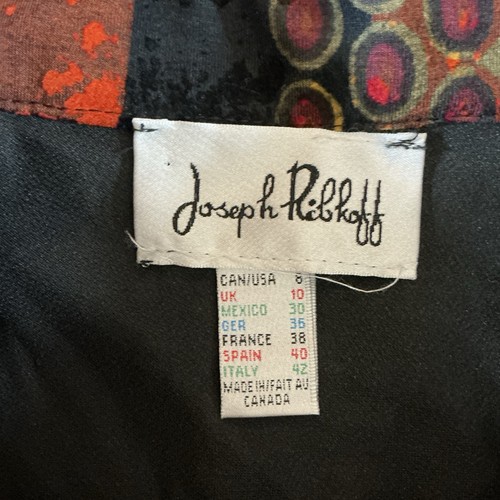 Joseph Ribkoff
CAN/USA 8
UK 10
MEXICO 30
GER 36
FRANCE 38
SPAIN 40
ITALY 42
MADE IN/FAIT AU
CANADA